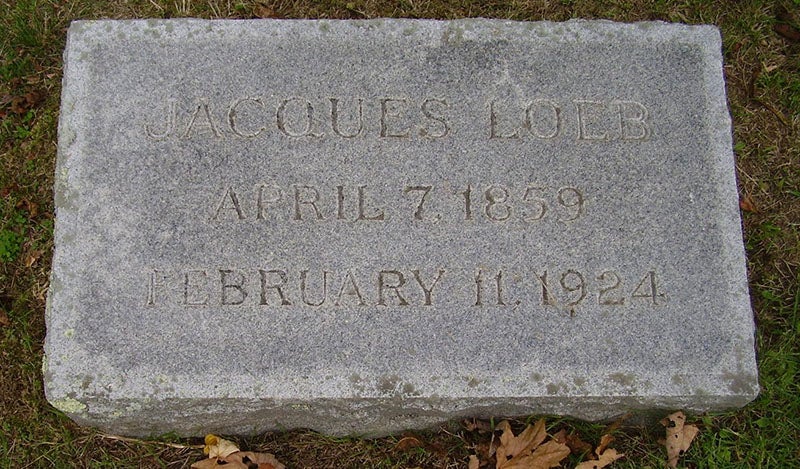 JACQUES LOEB
APRIL 7, 1859
FEBRUARY 11, 1924